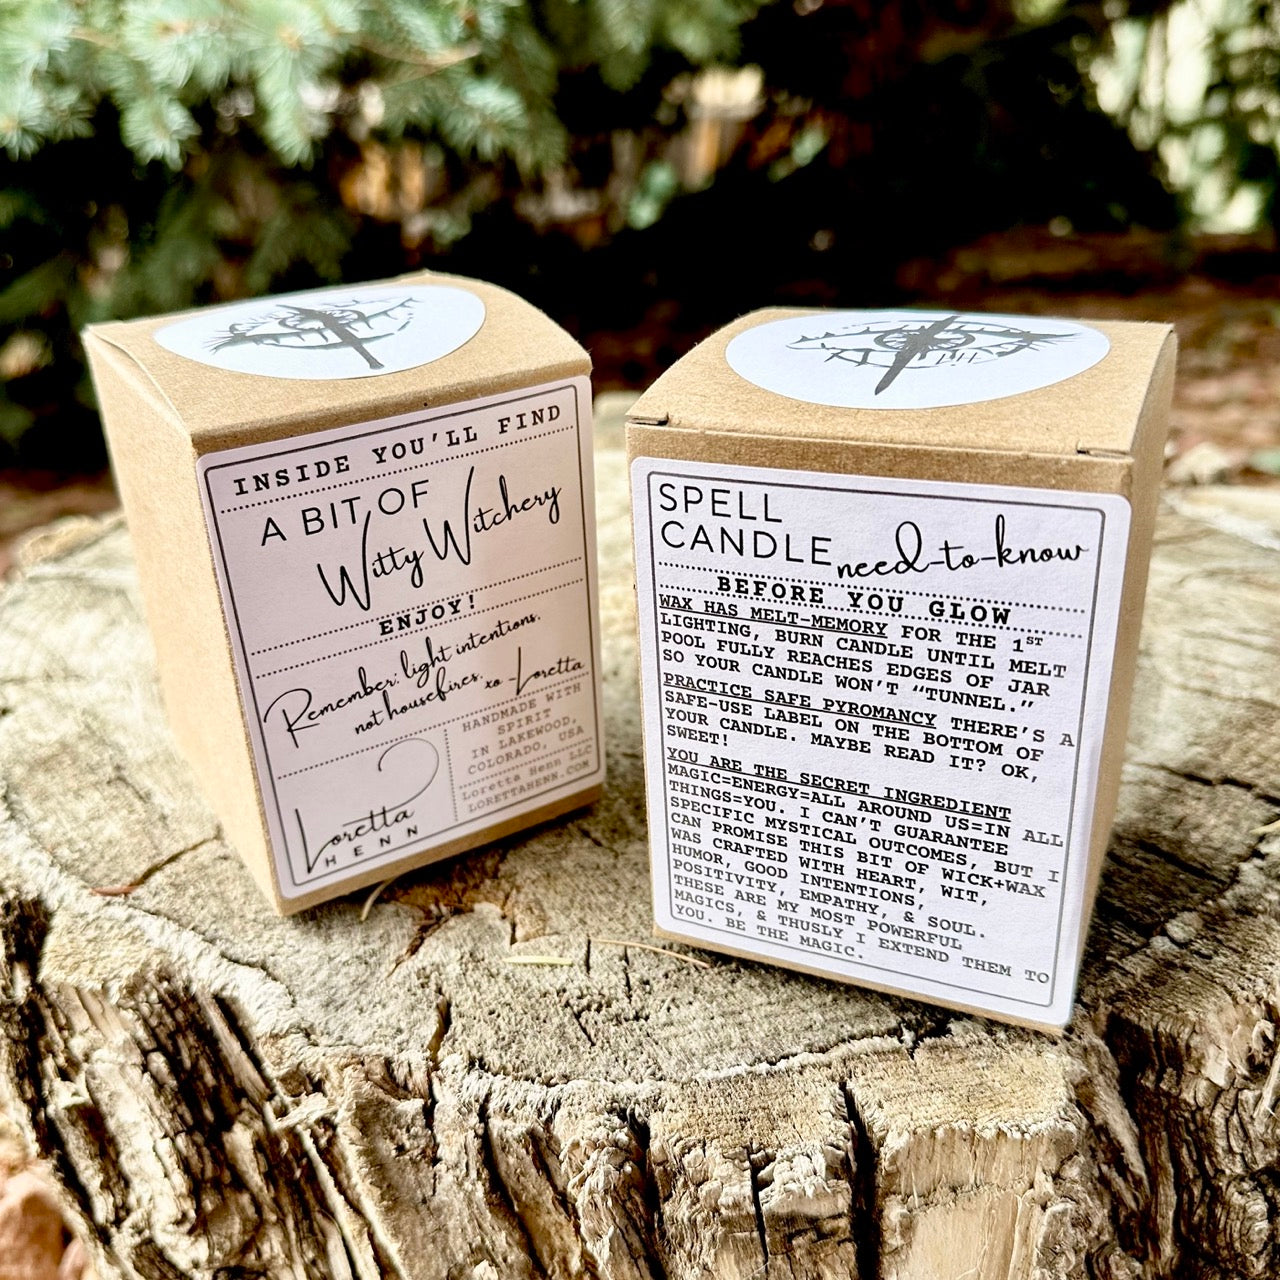 INSIDE YOU'LL FIND
A BIT OF
Witty Witchery
ENJOY!
Remember: light intentions,
not housefires. xo -Loretta
HANDMADE WITH
SPIRIT
IN LAKEWOOD,
COLORADO, USA
Loretta Henn LLC
LORETTAHENN.COM
Loretta
HENN
SPELL
CANDLE need-to-know
BEFORE YOU GLOW
WAX HAS MELT-MEMORY FOR THE 1ST
LIGHTING, BURN CANDLE UNTIL MELT
POOL FULLY REACHES EDGES OF JAR
SO YOUR CANDLE WON'T “TUNNEL.”
PRACTICE SAFE PYROMANCY THERE'S A
SAFE-USE LABEL ON THE BOTTOM OF
YOUR CANDLE. MAYBE READ IT? OK,
SWEET!
YOU ARE THE SECRET INGREDIENT
MAGIC=ENERGY=ALL AROUND US=IN ALL
THINGS=YOU. I CAN'T GUARANTEE
SPECIFIC MYSTICAL OUTCOMES, BUT I
CAN PROMISE THIS BIT OF WICK+WAX
WAS CRAFTED WITH HEART, WIT,
HUMOR, GOOD INTENTIONS,
POSITIVITY, EMPATHY, & SOUL.
THESE ARE MY MOST POWERFUL
MAGICS, & THUSLY I EXTEND THEM TO
YOU. BE THE MAGIC.